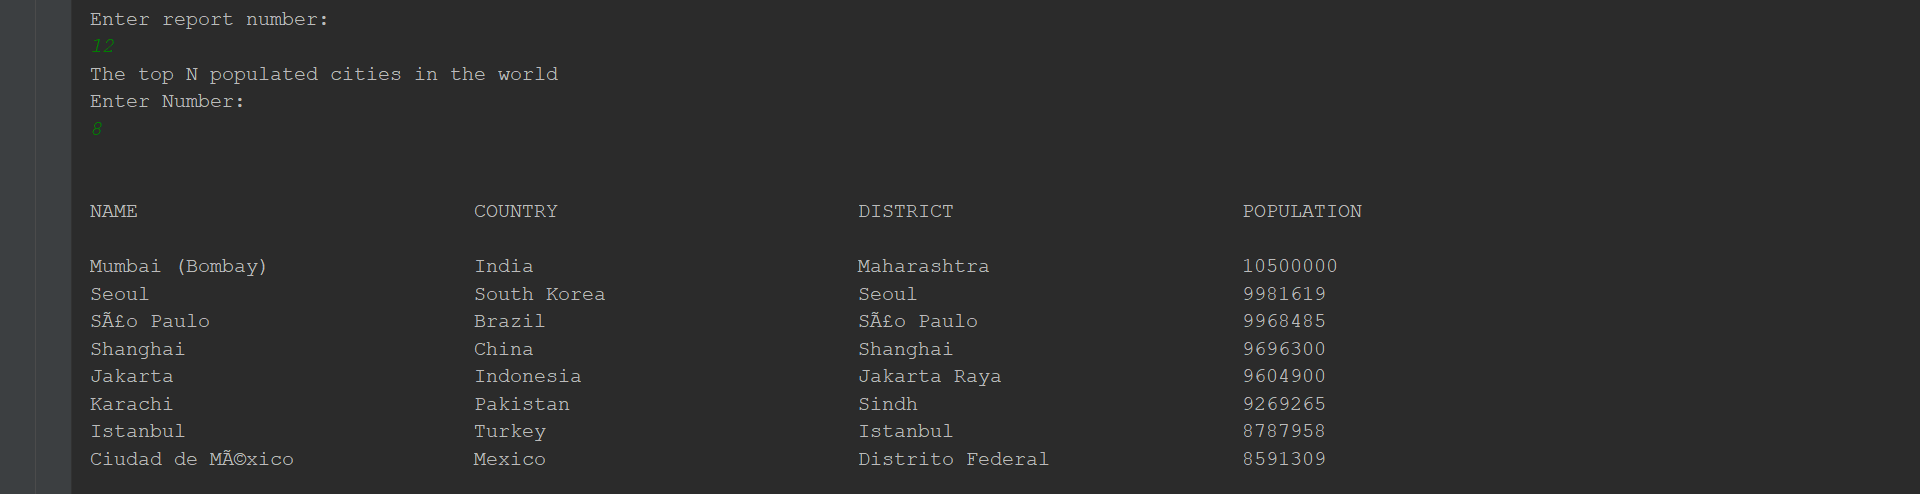 Enter report number:
12
The top N populated cities in the world
Enter Number:
8
NAME COUNTRY DISTRICT POPULATION
Mumbai (Bombay) India Maharashtra 10500000
Seoul South Korea Seoul 9981619
SÃ£o Paulo Brazil SÃ£o Paulo 9968485
Shanghai China Shanghai 9696300
Jakarta Indonesia Jakarta Raya 9604900
Karachi Pakistan Sindh 9269265
Istanbul Turkey Istanbul 8787958
Ciudad de MÃ©xico Mexico Distrito Federal 8591309